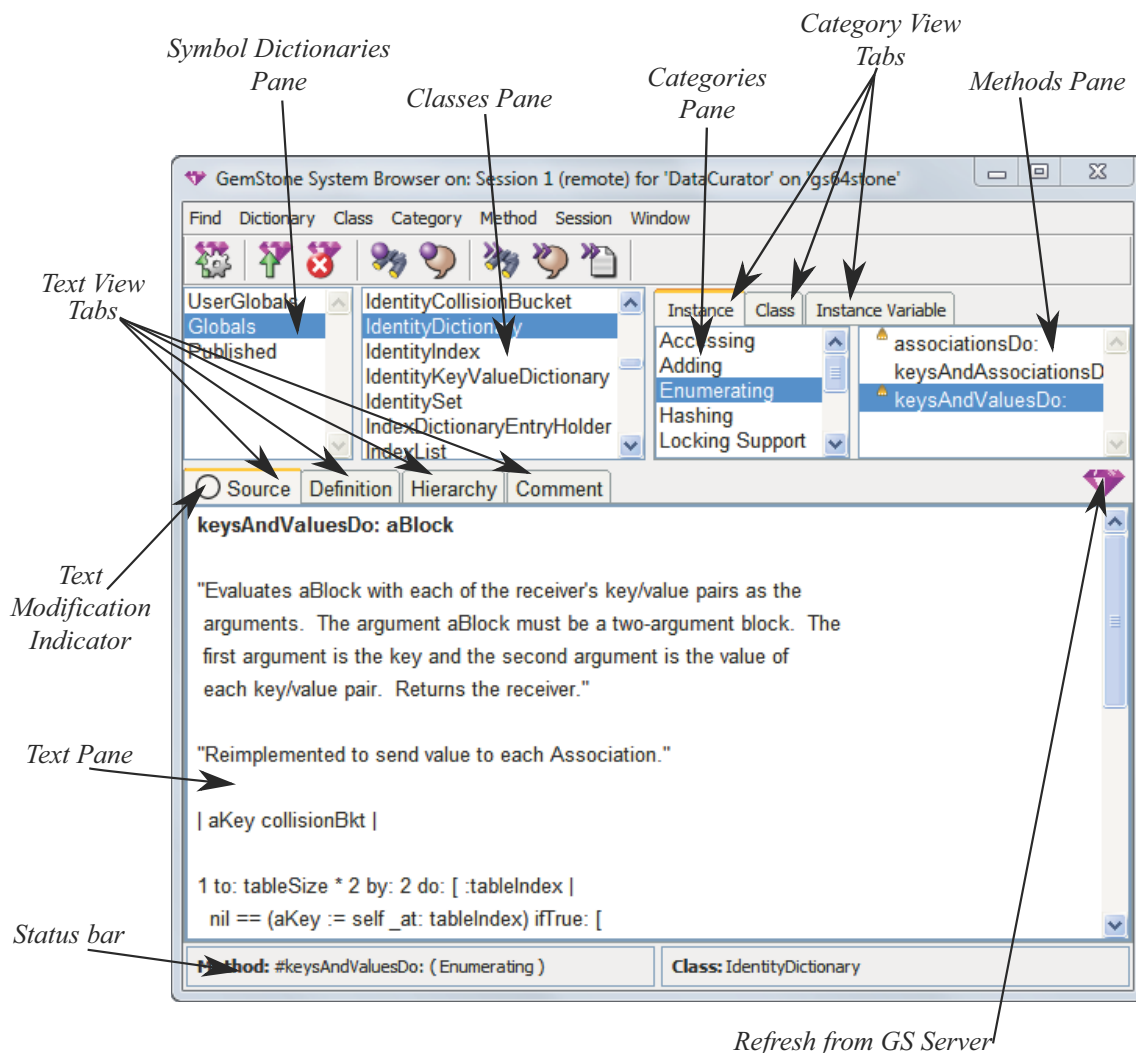 Category View
Tabs
Symbol Dictionaries
Pane
Classes Pane
Categories
Pane
Methods Pane
GemStone System Browser on: Session 1 (remote) for 'DataCurator' on 'gs64stone'
Find Dictionary Class Category Method Session Window
Text View
Tabs
UserGlobals
Globals
Published
IdentityCollisionBucket
IdentityDictionary
IdentityIndex
IdentityKeyValueDictionary
IdentitySet
IndexDictionaryEntryHolder
IndexList
Instance Class Instance Variable
Accessing
Adding
Enumerating
Hashing
Locking Support
associationsDo:
keysAndAssociationsD
keysAndValuesDo:
Source Definition Hierarchy Comment
keysAndValuesDo: aBlock
"Evaluates aBlock with each of the receiver's key/value pairs as the
arguments. The argument aBlock must be a two-argument block. The
first argument is the key and the second argument is the value of
each key/value pair. Returns the receiver."
"Reimplemented to send value to each Association."
| aKey collisionBkt |
1 to: tableSize * 2 by: 2 do: [ :tableIndex |
nil == (aKey := self _at: tableIndex) ifTrue: [
Text
Modification
Indicator
Text Pane
Status bar
Method: #keysAndValuesDo: ( Enumerating )
Class: IdentityDictionary
Refresh from GS Server